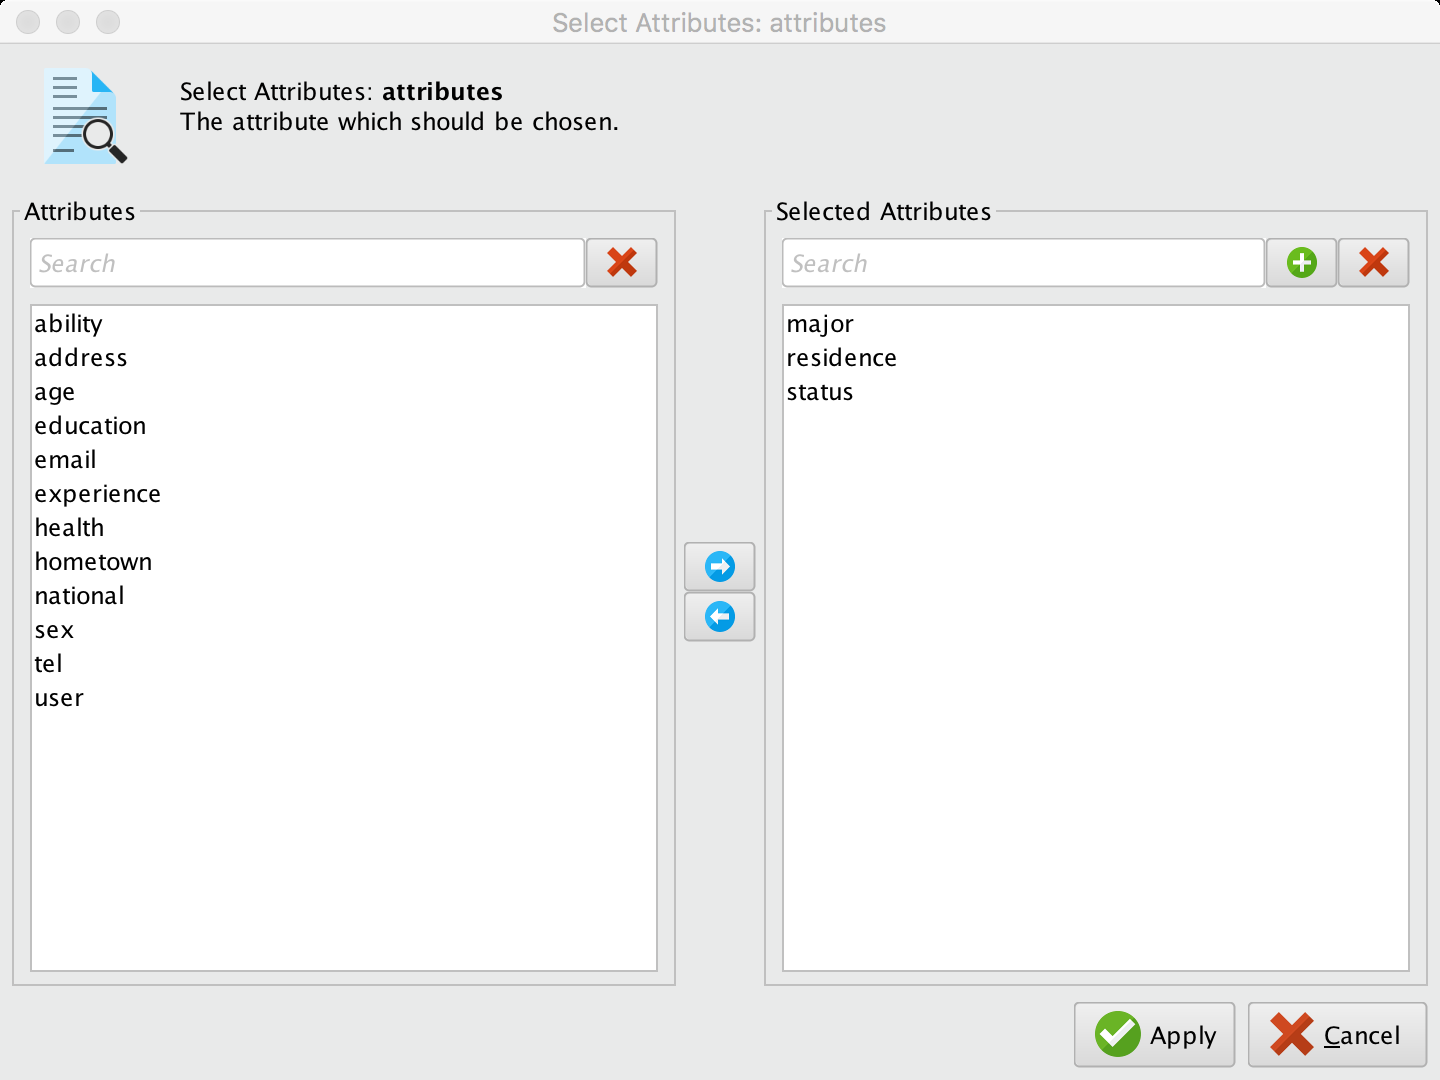 Select Attributes: attributes
Select Attributes: attributes
The attribute which should be chosen.
Attributes
Search
ability
address
age
education
email
experience
health
hometown
national
sex
tel
user
Selected Attributes
Search
major
residence
status
Apply
Cancel